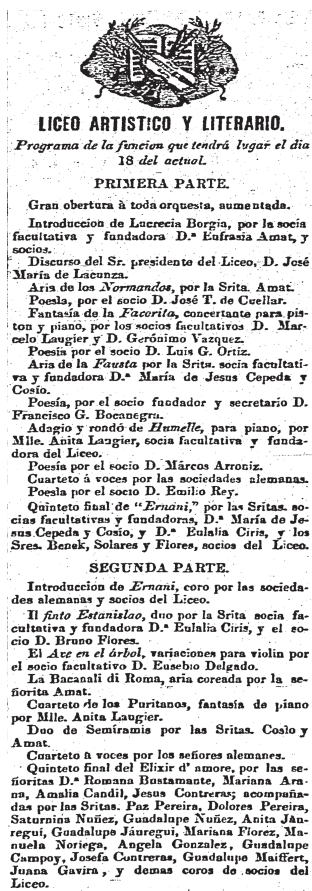 LICEO ARTISTICO Y LITERARIO.
Programa de la funcion que tendrá lugar el dia
18 del actual.
PRIMERA PARTE.
Gran obertura à toda orquesta, aumentada.
Introduccion de Lucrecia Borgia, por la socia
facultativa y fundadora D.ª Eufrasia Amat, y
socios.
Discurso del Sr. presidente del Liceo, D. José
María de Lacunza.
Aria de los Normandos, por la Srita. Amat.
Poesía, por el socio D. José T. de Cuellar.
Fantasía de la Facorita, concertante para pis-
ton y piano, por los socios facultativos D. Mar-
celo Laugier y D. Gerónimo Vazquez.
Poesía por el socio D. Luis G. Ortiz.
Aria de la Fausta por la Srita. socia facultati-
va y fundadora D.ª María de Jesus Cepeda y
Cosío.
Poesía, por el socio fundador y secretario D.
Francisco G. Bocanegra.
Adagio y rondó de Humelle, para piano, por
Mlle. Anita Laugier, socia facultativa y funda-
dora del Liceo.
Poesía por el socio D. Márcos Arroniz.
Cuarteto á voces por las sociedades alemanas.
Poesía por el socio D. Emilio Rey.
Quinteto final de "Ernani," por las Sritas. so-
cias facultativas y fundadoras, D.ª María de Je-
sus Cepeda y Cosío, y D.ª Eulalia Ciris, y los
Sres. Benek, Solares y Flores, socios del Liceo.
SEGUNDA PARTE.
Introduccion de Ernani, coro por las socieda-
des alemanas y socios del Liceo.
Il finto Estanislao, duo por la Srita socia fa-
cultativa y fundadora D.ª Eulalia Ciris, y el so-
cio D. Bruno Flores.
El Ave en el árbol, variaciones para violin por
el socio facultativo D. Eusebio Delgado.
La Bacanali di Roma, aria coreada por la se-
ñorita Amat.
Cuarteto de los Puritanos, fantasía de piano
por Mlle. Anita Laugier.
Duo de Semíramis por las Sritas. Cosío y
Amat.
Cuarteto à voces por los señores alemanes.
Quinteto final del Elixir d' amore, por las se-
ñoritas D.ª Romana Bustamante, Mariana Ara-
na, Amalia Candil, Jesus Contreras; acompaña-
das por las Sritas. Paz Pereira, Dolores Pereira,
Saturnina Nuñez, Guadalupe Nuñez, Anita Jáu-
regui, Guadalupe Jáuregui, Mariana Florez, Ma-
nuela Noriega, Angela Gonzalez, Guadalupe
Campoy, Josefa Contreras, Guadalupe Maiffert,
Juana Gavira, y demas coros de socios del
Liceo.